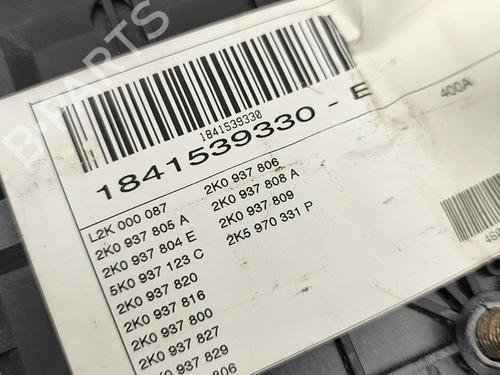 B-PARTS
1841539330
1841539330 - E
400A
L2K 000 087
2K0 937 805 A
2K0 937 804 E
5K0 937 123 C
2K0 937 820
2K0 937 816
2K0 937 800
2K0 937 827
2K0 937 829
806
2K0 937 806
2K0 937 808 A
2K0 937 809
2K5 970 331 P